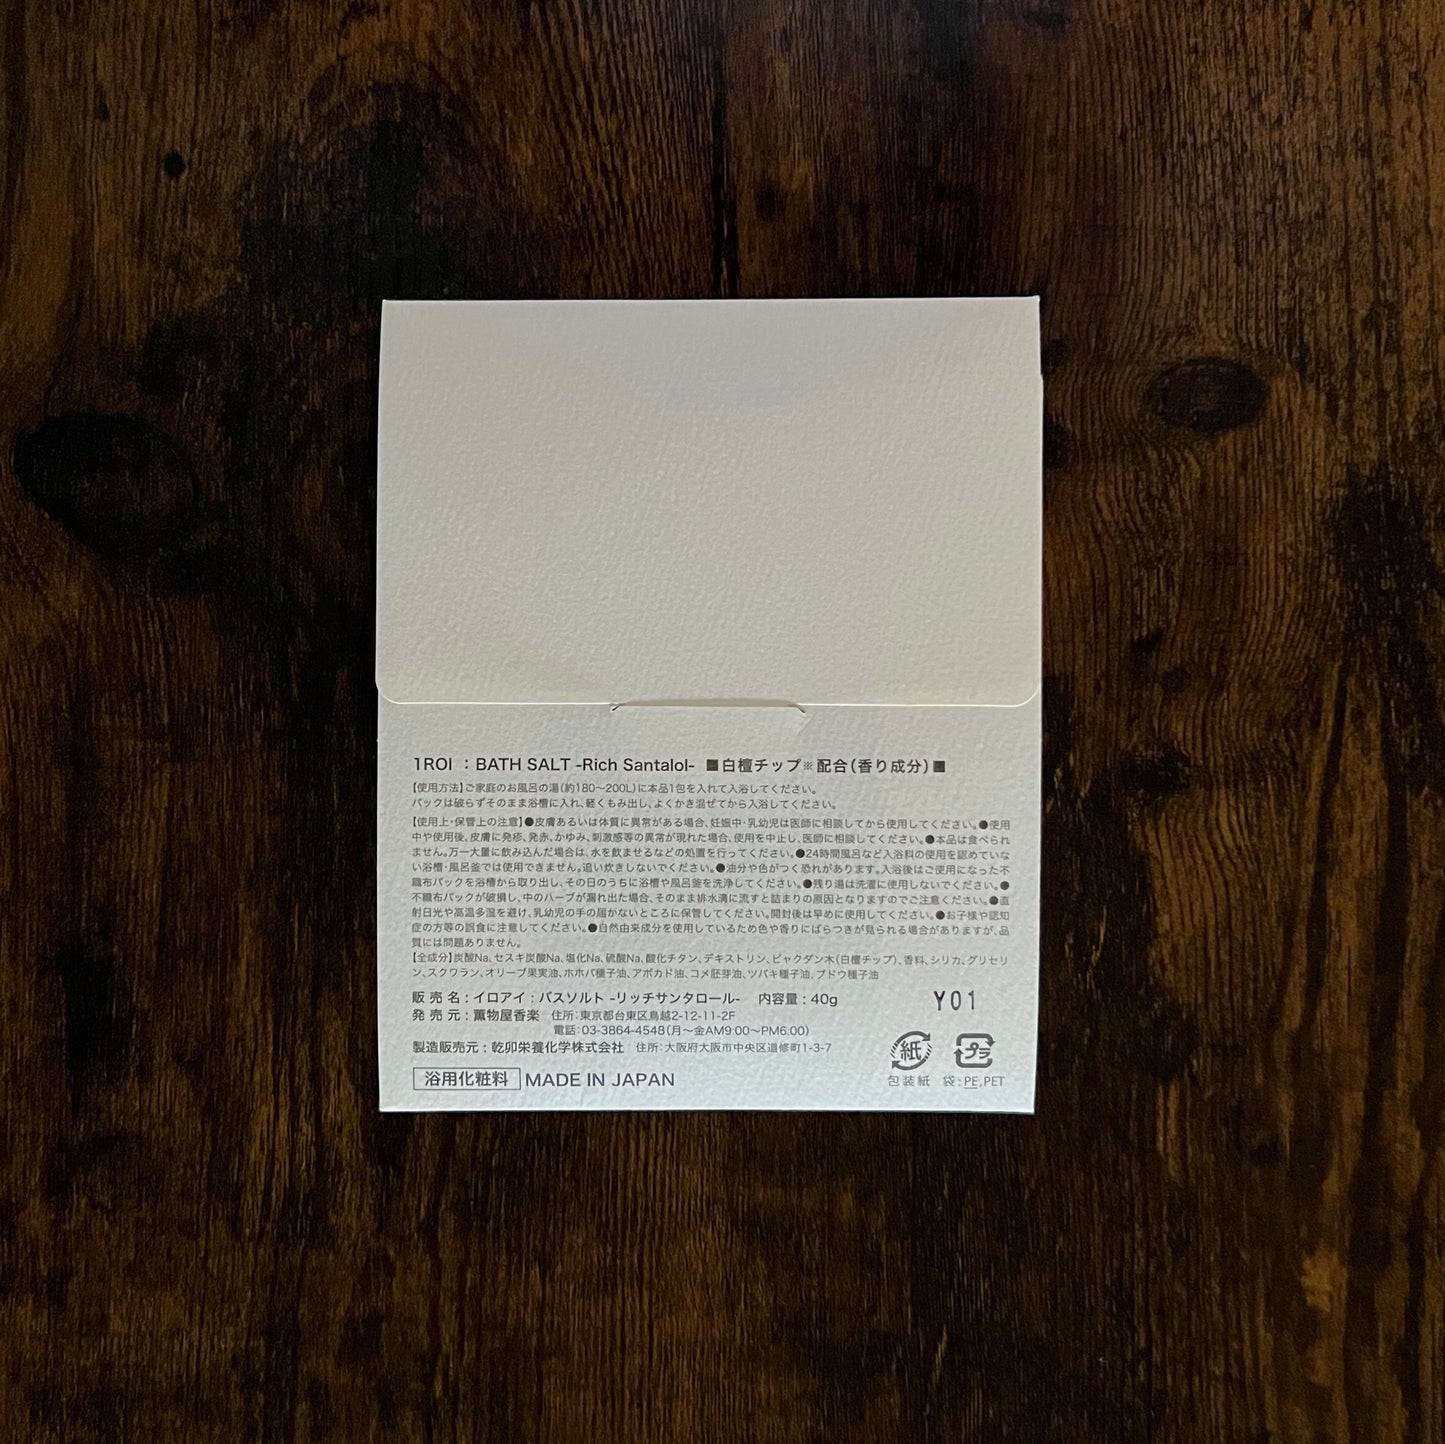 1ROI : BATH SALT -Rich Santalol- ■白檀チップ※配合(香り成分)■
【使用方法】ご家庭のお風呂の湯(約180〜200L)に本品1包を入れて入浴してください。
パックは破らずそのまま浴槽に入れ、軽くもみ出し、よくかき混ぜてから入浴してください。
【使用上・保管上の注意】●皮膚あるいは体質に異常がある場合、妊娠中・乳幼児は医師に相談してから使用してください。●使用
中や使用後、皮膚に発疹、発赤、かゆみ、刺激感等の異常が現れた場合、使用を中止し、医師に相談してください。●本品は食べられ
ません。万一大量に飲み込んだ場合は、水を飲ませるなどの処置を行ってください。●24時間風呂など入浴料の使用を認めていな
い浴槽・風呂釜では使用できません。追い炊きしないでください。●油分や色がつく恐れがあります。入浴後はご使用になった不
織布パックを浴槽から取り出し、その日のうちに浴槽や風呂釜を洗浄してください。●残り湯は洗濯に使用しないでください。●
不織布パックが破損し、中のハーブが漏れ出た場合、そのまま排水溝に流すと詰まりの原因となりますのでご注意ください。●直
射日光や高温多湿を避け、乳幼児の手の届かないところに保管してください。開封後は早めに使用してください。●お子様や認知
症の方等の誤食に注意してください。●自然由来成分を使用しているため色や香りにばらつきが見られる場合がありますが、品
質には問題ありません。
【全成分】炭酸Na、セスキ炭酸Na、塩化Na、硫酸Na、酸化チタン、デキストリン、ビャクダン木(白檀チップ)、香料、シリカ、グリセリ
ン、スクワラン、オリーブ果実油、ホホバ種子油、アボカド油、コメ胚芽油、ツバキ種子油、ブドウ種子油
販売名：イロアイ：バスソルト -リッチサンタロール- 内容量：40g
Y01
発売元：薫物屋香楽 住所：東京都台東区鳥越2-12-11-2F
電話：03-3864-4548(月〜金AM9:00〜PM6:00)
製造販売元：乾卯栄養化学株式会社 住所：大阪府大阪市中央区道修町1-3-7
紙 プラ
包装紙 袋:PE,PET
浴用化粧料 MADE IN JAPAN